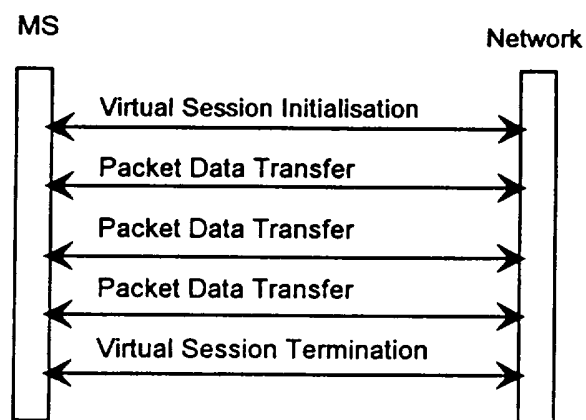 MS
Network
Virtual Session Initialisation
Packet Data Transfer
Packet Data Transfer
Packet Data Transfer
Virtual Session Termination